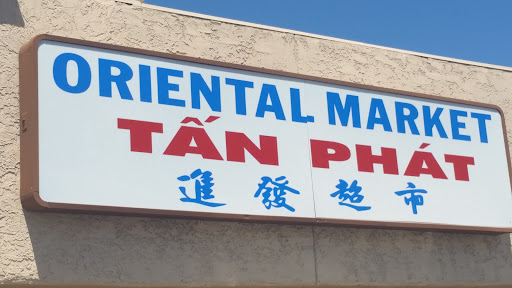 ORIENTAL MARKET
TẤN PHÁT
進發超市